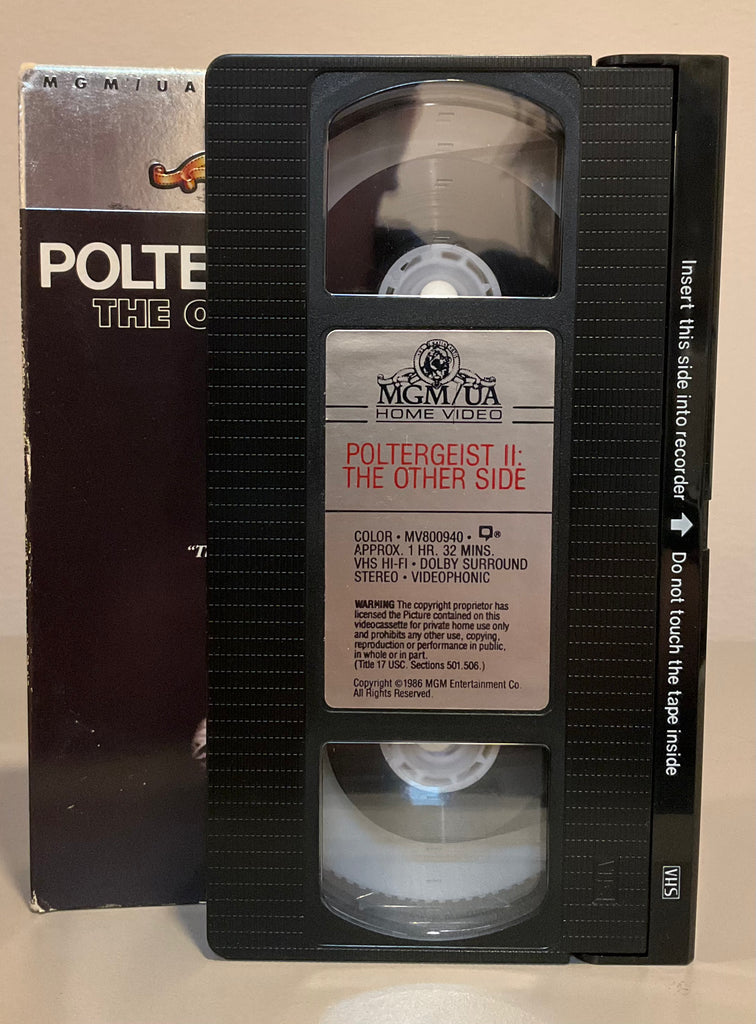 MGM/UA
POLTE
THE O
"T
MGM/UA
HOME VIDEO
POLTERGEIST II:
THE OTHER SIDE
COLOR • MV800940 • ®
APPROX. 1 HR. 32 MINS.
VHS HI-FI • DOLBY SURROUND
STEREO • VIDEOPHONIC
WARNING The copyright proprietor has
licensed the Picture contained on this
videocassette for private home use only
and prohibits any other use, copying,
reproduction or performance in public,
in whole or in part.
(Title 17 USC. Sections 501.506.)
Copyright ©1986 MGM Entertainment Co.
All Rights Reserved.
Insert this side into recorder ⬆ Do not touch the tape inside
VHS
VHS